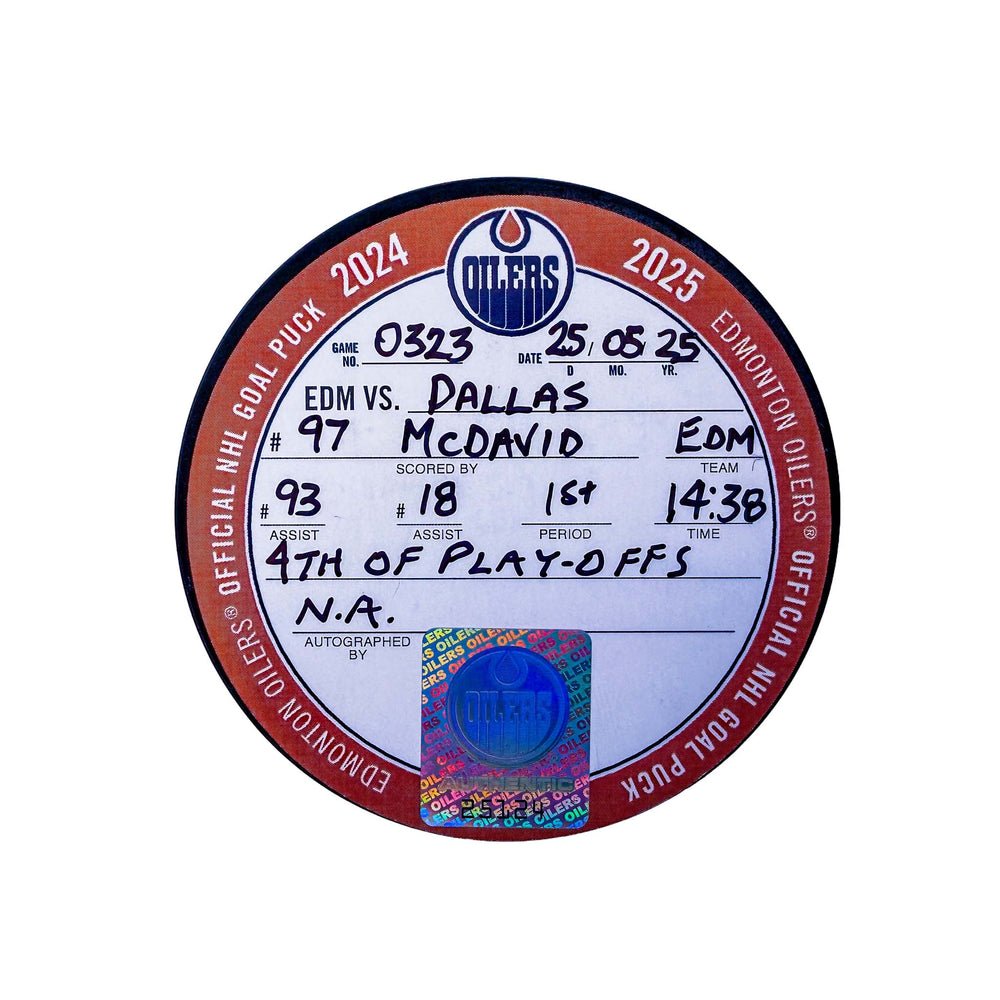 2024 2025
EDMONTON OILERS® OFFICIAL NHL GOAL PUCK
EDMONTON OILERS® OFFICIAL NHL GOAL PUCK
OILERS
GAME NO. 0323 DATE 25/05/25
D MO. YR.
EDM VS. DALLAS
# 97 McDAVID EDM
SCORED BY TEAM
# 93 # 18 1st 14:38
ASSIST ASSIST PERIOD TIME
4TH OF PLAY-OFFS
N.A.
AUTOGRAPHED BY
OILERS
AUTHENTIC